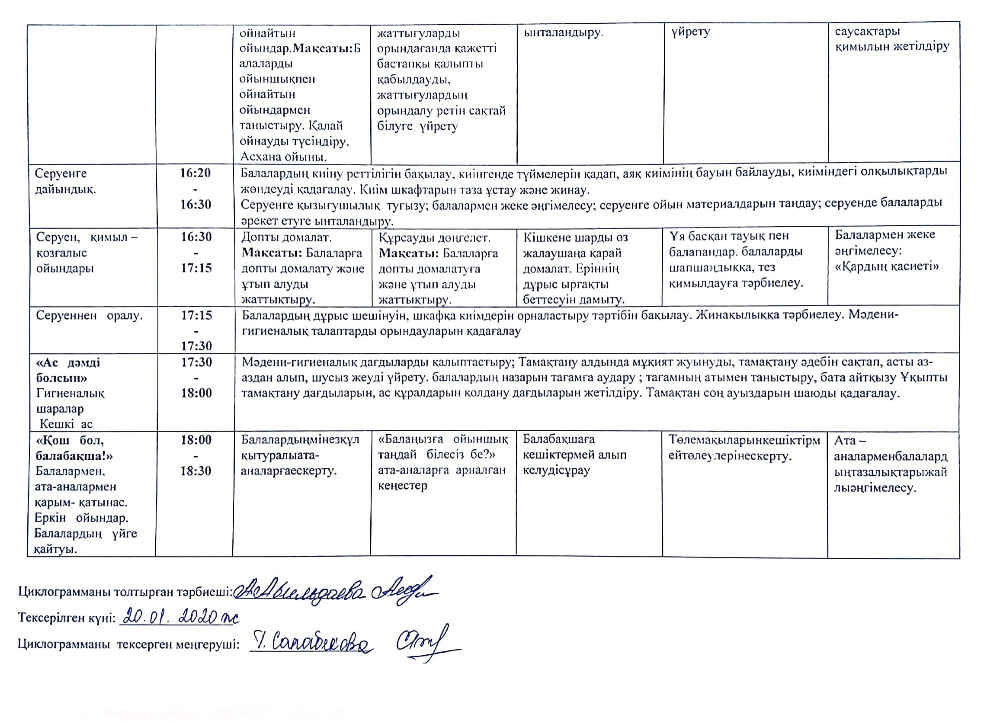 ойнайтын
ойындар.Мақсаты:Б
алаларды
ойыншықпен
ойнайтын
ойындармен
таныстыру. Қалай
ойнауды түсіндіру.
Асхана ойыны.
жаттығуларды
орындағанда қажетті
бастапқы қалыпты
қабылдауды,
жаттығулардың
орындалу ретін сақтай
білуге үйрету
ынталандыру.
үйрету
саусақтары
қимылын жетілдіру
Серуенге
дайындық.
16:20
-
16:30
Балалардың киіну реттілігін бақылау, киінгенде түймелерін қадап, аяқ киімінің бауын байлауды, киіміндегі олқылықтарды
жөндеуді қадағалау. Киім шкафтарын таза ұстау және жинау.
Серуенге қызығушылық туғызу; балалармен жеке әңгімелесу; серуенге ойын материалдарын таңдау; серуенде балаларды
әрекет етуге ынталандыру.
Серуен, қимыл –
қозғалыс
ойындары
16:30
-
17:15
Допты домалат.
Мақсаты: Балаларға
допты домалату және
ұтып алуды
жаттықтыру.
Құрсауды дөңгелет.
Мақсаты: Балаларға
допты домалатуға
және ұтып алуды
жаттықтыру.
Кішкене шарды өз
жалаушаңа қарай
домалат. Еріннің
дұрыс ырғақты
беттесуін дамыту.
Ұя басқан тауық пен
балапандар. балаларды
шапшаңдыққа, тез
қимылдауға тәрбиелеу.
Балалармен жеке
әңгімелесу:
«Қардың қасиеті»
Серуеннен оралу.
17:15
-
17:30
Балалардың дұрыс шешінуін, шкафқа киімдерін орналастыру тәртібін бақылау. Жинақылыққа тәрбиелеу. Мәдени-
гигиеналық талаптарды орындауларын қадағалау
«Ас дәмді
болсын»
Гигиеналық
шаралар
Кешкі ас
17:30
-
18:00
Мәдени-гигиеналық дағдыларды қалыптастыру; Тамақтану алдында мұқият жуынуды, тамақтану әдебін сақтап, асты аз-
аздан алып, шусыз жеуді үйрету. балалардың назарын тағамға аудару ; тағамның атымен таныстыру, бата айтқызу Ұқыпты
тамақтану дағдыларын, ас құралдарын қолдану дағдыларын жетілдіру. Тамақтан соң ауыздарын шаюды қадағалау.
«Қош бол,
балабақша!»
Балалармен,
ата-аналармен
қарым- қатынас.
Еркін ойындар.
Балалардың үйге
қайтуы.
18:00
-
18:30
Балалардыңмінезқұл
қытуралыата-
аналарғаескерту.
«Балаңызға ойыншық
таңдай білесіз бе?»
ата-аналарға арналған
кеңестер
Балабақшаға
кешіктермей алып
келудісұрау
Төлемақыларынкешіктірм
ейтөлеулерінескерту.
Ата –
аналарменбалалард
ыңтазалықтарыжай
лыәңгімелесу.
Циклограмманы толтырған тәрбиеші: А Абильдаева
Тексерілген күні: 20.01.2020 ж
Циклограмманы тексерген меңгеруші: Г. Сапабекова